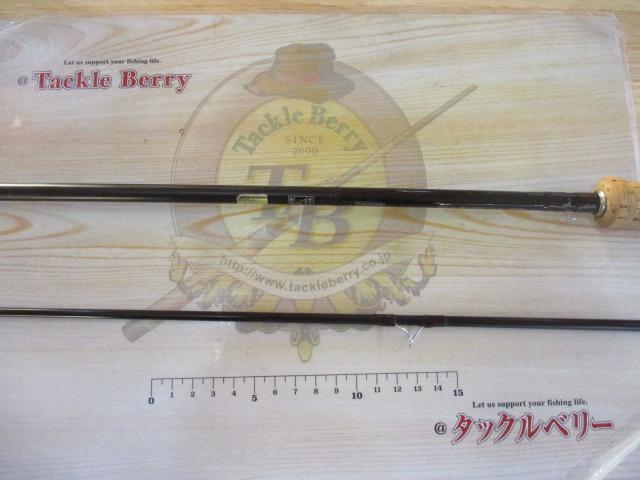 Let us support your fishing life.
@ Tackle Berry
Tackle Berry
SINCE
2000
TB
http://www.tackleberry.co.jp
0 1 2 3 4 5 6 7 8 9 10 11 12 13 14 15
Let us support your fishing life.
@ タックルベリー